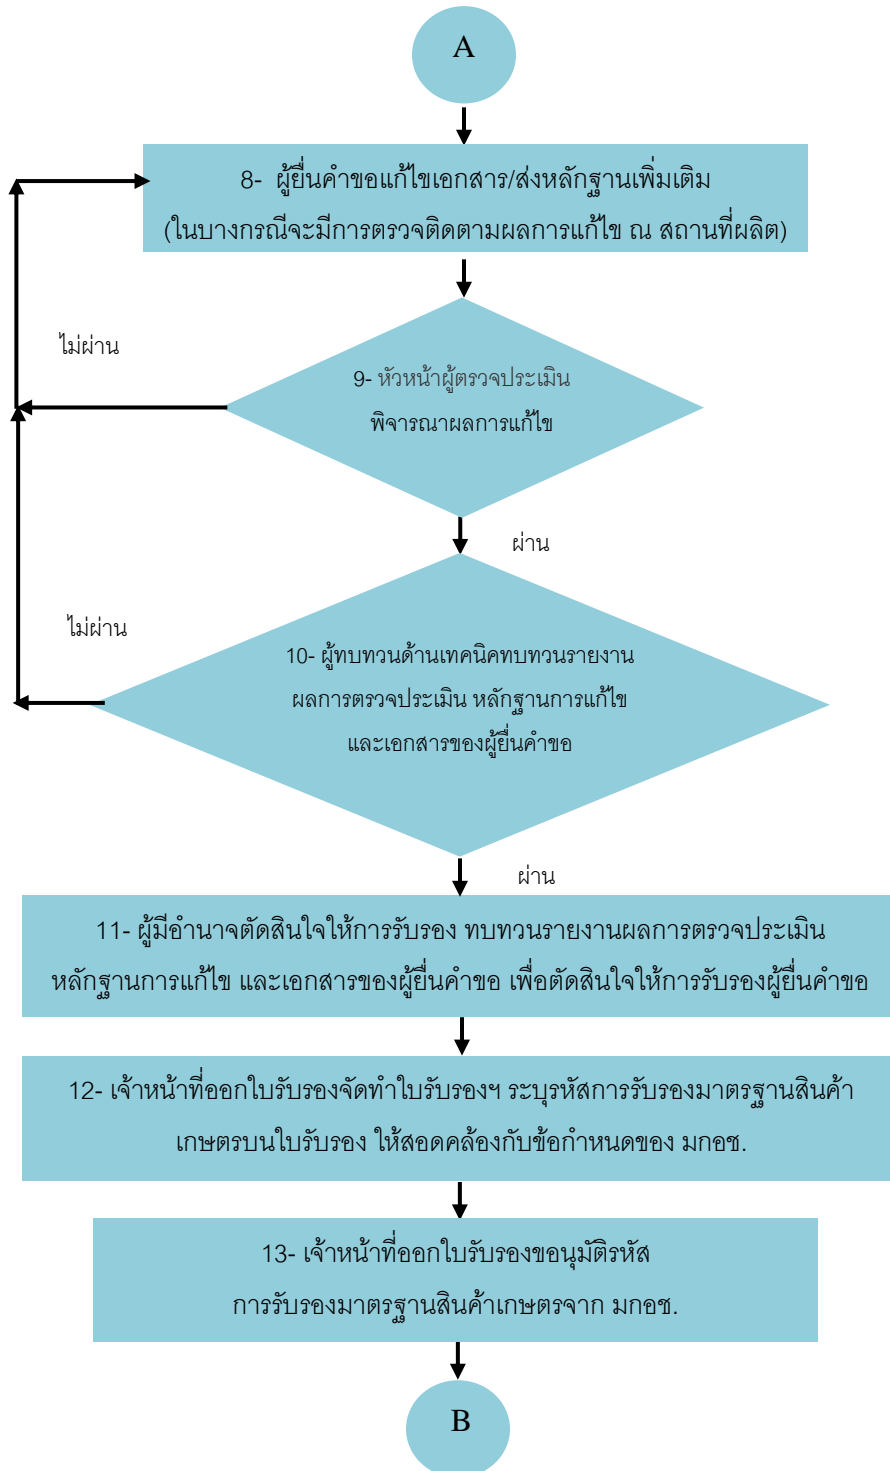 A
8- ผู้ยื่นคำขอแก้ไขเอกสาร/ส่งหลักฐานเพิ่มเติม
(ในบางกรณีจะมีการตรวจติดตามผลการแก้ไข ณ สถานที่ผลิต)
ไม่ผ่าน
9- หัวหน้าผู้ตรวจประเมิน
พิจารณาผลการแก้ไข
ผ่าน
ไม่ผ่าน
10- ผู้ทบทวนด้านเทคนิคทบทวนรายงาน
ผลการตรวจประเมิน หลักฐานการแก้ไข
และเอกสารของผู้ยื่นคำขอ
ผ่าน
11- ผู้มีอำนาจตัดสินใจให้การรับรอง ทบทวนรายงานผลการตรวจประเมิน
หลักฐานการแก้ไข และเอกสารของผู้ยื่นคำขอ เพื่อตัดสินใจให้การรับรองผู้ยื่นคำขอ
12- เจ้าหน้าที่ออกใบรับรองจัดทำใบรับรองฯ ระบุรหัสการรับรองมาตรฐานสินค้า
เกษตรบนใบรับรอง ให้สอดคล้องกับข้อกำหนดของ มกอช.
13- เจ้าหน้าที่ออกใบรับรองขอนุมัติรหัส
การรับรองมาตรฐานสินค้าเกษตรจาก มกอช.
B